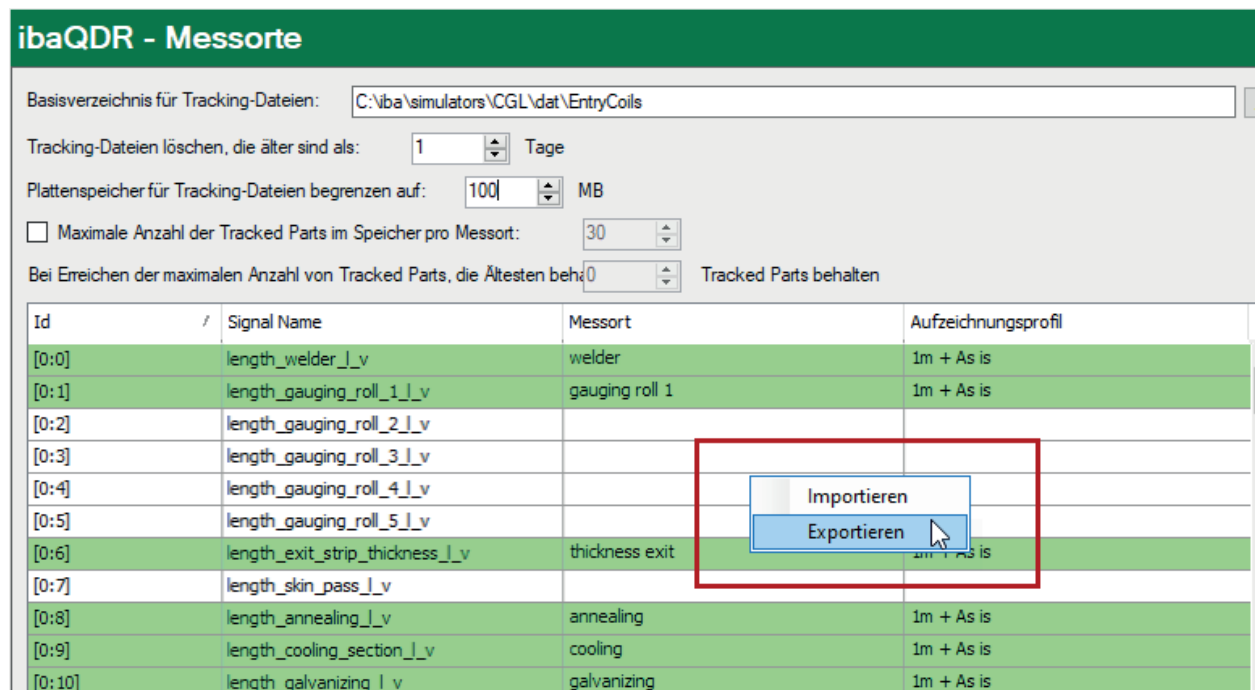 ibaQDR - Messorte
Basisverzeichnis für Tracking-Dateien: C:\iba\simulators\CGL\dat\EntryCoils
Tracking-Dateien löschen, die älter sind als: 1 Tage
Plattenspeicher für Tracking-Dateien begrenzen auf: 100 MB
Maximale Anzahl der Tracked Parts im Speicher pro Messort: 30
Bei Erreichen der maximalen Anzahl von Tracked Parts, die Ältesten beha 0 Tracked Parts behalten
Id / Signal Name Messort Aufzeichnungsprofil
[0:0] length_welder_l_v welder 1m + As is
[0:1] length_gauging_roll_1_l_v gauging roll 1 1m + As is
[0:2] length_gauging_roll_2_l_v
[0:3] length_gauging_roll_3_l_v
[0:4] length_gauging_roll_4_l_v Importieren
[0:5] length_gauging_roll_5_l_v Exportieren
[0:6] length_exit_strip_thickness_l_v thickness exit 1m + As is
[0:7] length_skin_pass_l_v
[0:8] length_annealing_l_v annealing 1m + As is
[0:9] length_cooling_section_l_v cooling 1m + As is
[0:10] length_galvanizing_l_v galvanizing 1m + As is